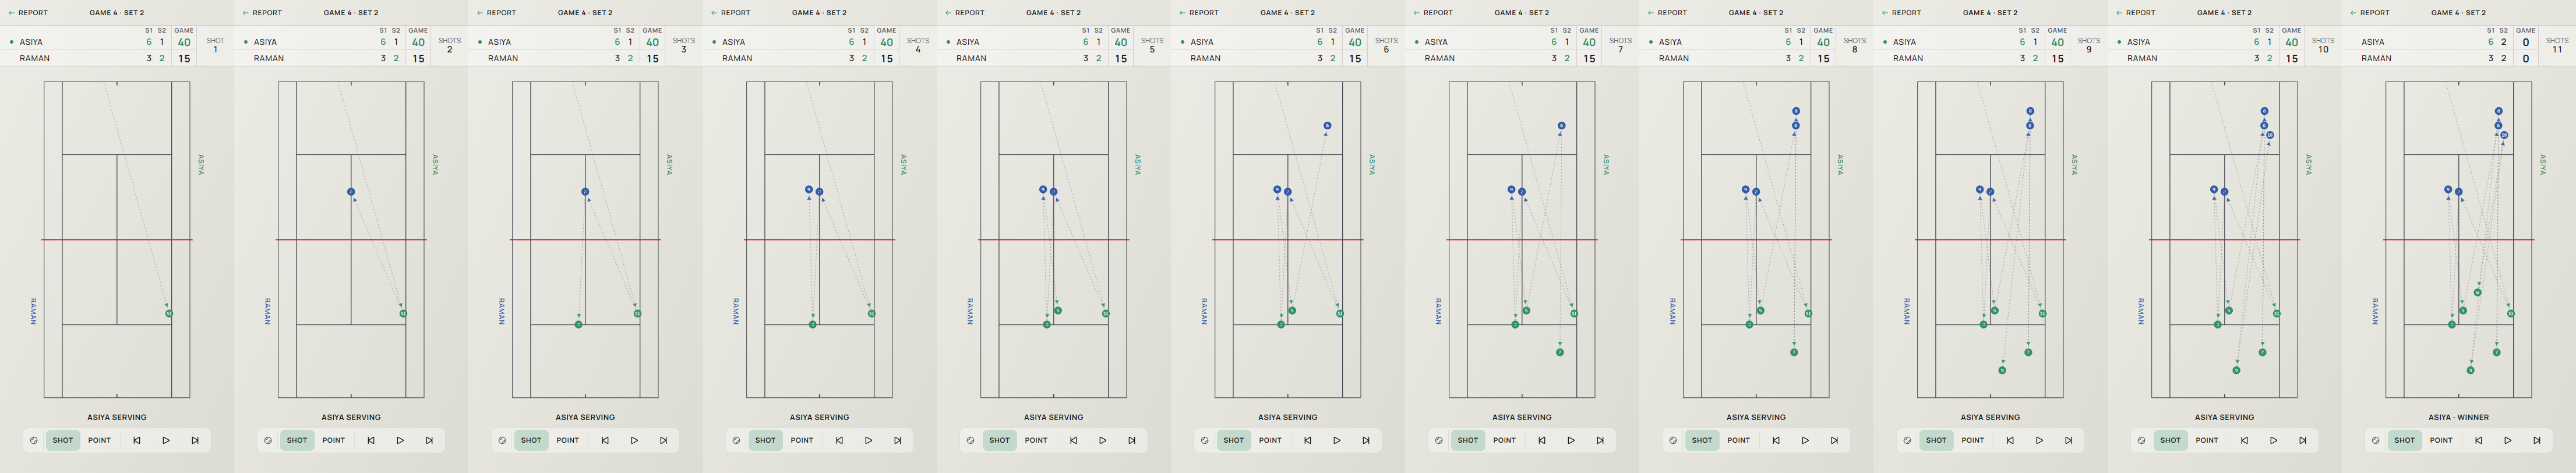 ← REPORT GAME 4 · SET 2
S1 S2 GAME
ASIYA 6 1 40 SHOT
RAMAN 3 2 15 1
ASIYA
RAMAN
ASIYA SERVING
SHOT POINT
← REPORT GAME 4 · SET 2
S1 S2 GAME
ASIYA 6 1 40 SHOTS
RAMAN 3 2 15 2
ASIYA
RAMAN
ASIYA SERVING
SHOT POINT
← REPORT GAME 4 · SET 2
S1 S2 GAME
ASIYA 6 1 40 SHOTS
RAMAN 3 2 15 3
ASIYA
RAMAN
ASIYA SERVING
SHOT POINT
← REPORT GAME 4 · SET 2
S1 S2 GAME
ASIYA 6 1 40 SHOTS
RAMAN 3 2 15 4
ASIYA
RAMAN
ASIYA SERVING
SHOT POINT
← REPORT GAME 4 · SET 2
S1 S2 GAME
ASIYA 6 1 40 SHOTS
RAMAN 3 2 15 5
ASIYA
RAMAN
ASIYA SERVING
SHOT POINT
← REPORT GAME 4 · SET 2
S1 S2 GAME
ASIYA 6 1 40 SHOTS
RAMAN 3 2 15 6
ASIYA
RAMAN
ASIYA SERVING
SHOT POINT
← REPORT GAME 4 · SET 2
S1 S2 GAME
ASIYA 6 1 40 SHOTS
RAMAN 3 2 15 7
ASIYA
RAMAN
ASIYA SERVING
SHOT POINT
← REPORT GAME 4 · SET 2
S1 S2 GAME
ASIYA 6 1 40 SHOTS
RAMAN 3 2 15 8
ASIYA
RAMAN
ASIYA SERVING
SHOT POINT
← REPORT GAME 4 · SET 2
S1 S2 GAME
ASIYA 6 1 40 SHOTS
RAMAN 3 2 15 9
ASIYA
RAMAN
ASIYA SERVING
SHOT POINT
← REPORT GAME 4 · SET 2
S1 S2 GAME
ASIYA 6 1 40 SHOTS
RAMAN 3 2 15 10
ASIYA
RAMAN
ASIYA SERVING
SHOT POINT
← REPORT GAME 4 · SET 2
S1 S2 GAME
ASIYA 6 2 0 SHOTS
RAMAN 3 2 0 11
ASIYA
RAMAN
ASIYA · WINNER
SHOT POINT